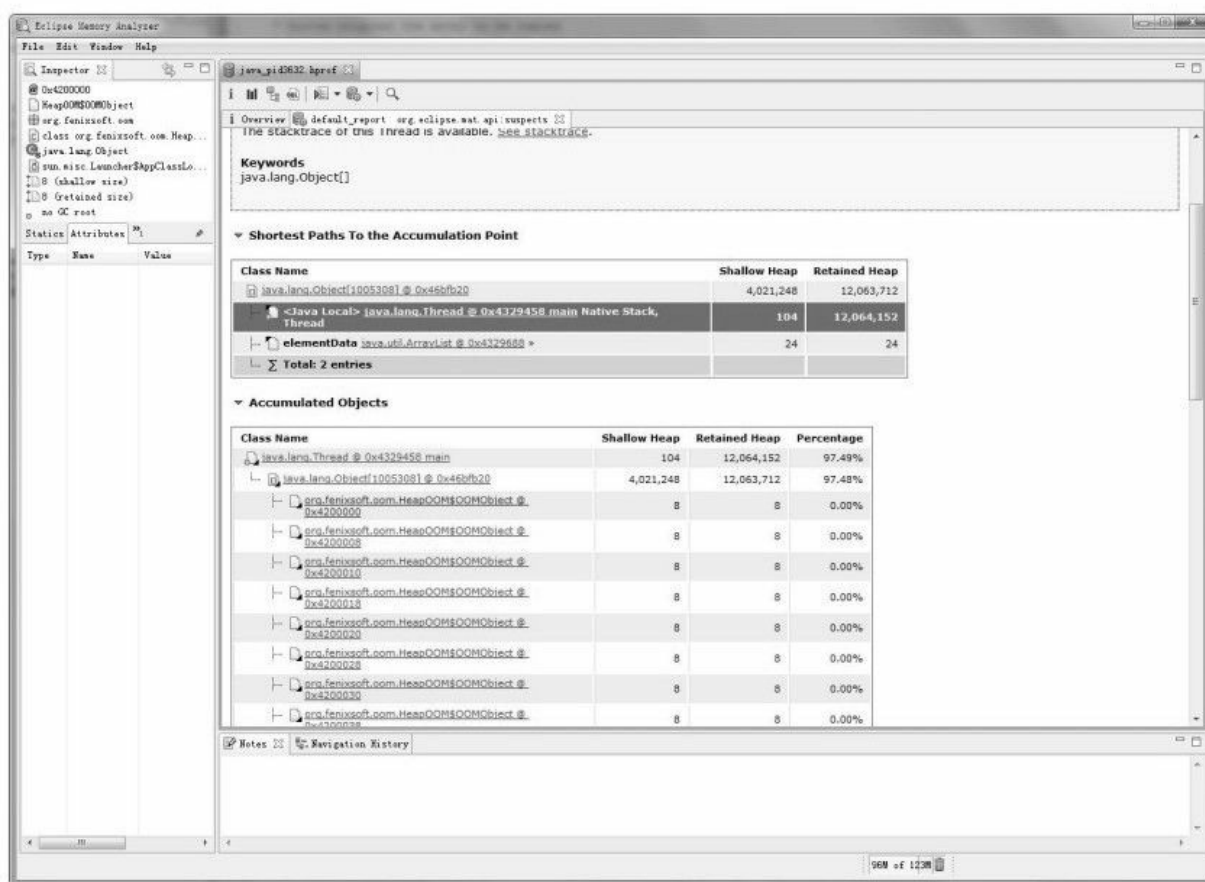 Eclipse Memory Analyzer
File Edit Window Help
Inspector
@ 0x4200000
HeapOOM$OOMObject
org.fenixsoft.oom
class org.fenixsoft.oom.Heap...
java.lang.Object
sun.misc.Launcher$AppClassLo...
8 (shallow size)
8 (retained size)
no GC root
Statics Attributes »1
Type Name Value
java_pid3632.hprof
i Overview default_report org.eclipse.mat.api:suspects
The stacktrace of this Thread is available. See stacktrace.
Keywords
java.lang.Object[]
Shortest Paths To the Accumulation Point
Class Name Shallow Heap Retained Heap
java.lang.Object[1005308] @ 0x46bfb20 4,021,248 12,063,712
<Java Local> java.lang.Thread @ 0x4329458 main Native Stack, Thread 104 12,064,152
elementData java.util.ArrayList @ 0x4329688 » 24 24
∑ Total: 2 entries
Accumulated Objects
Class Name Shallow Heap Retained Heap Percentage
java.lang.Thread @ 0x4329458 main 104 12,064,152 97.49%
java.lang.Object[1005308] @ 0x46bfb20 4,021,248 12,063,712 97.48%
org.fenixsoft.oom.HeapOOM$OOMObject @ 0x4200000 8 8 0.00%
org.fenixsoft.oom.HeapOOM$OOMObject @ 0x4200008 8 8 0.00%
org.fenixsoft.oom.HeapOOM$OOMObject @ 0x4200010 8 8 0.00%
org.fenixsoft.oom.HeapOOM$OOMObject @ 0x4200018 8 8 0.00%
org.fenixsoft.oom.HeapOOM$OOMObject @ 0x4200020 8 8 0.00%
org.fenixsoft.oom.HeapOOM$OOMObject @ 0x4200028 8 8 0.00%
org.fenixsoft.oom.HeapOOM$OOMObject @ 0x4200030 8 8 0.00%
org.fenixsoft.oom.HeapOOM$OOMObject @ 0x4200038 8 8 0.00%
Notes Navigation History
96M of 123M